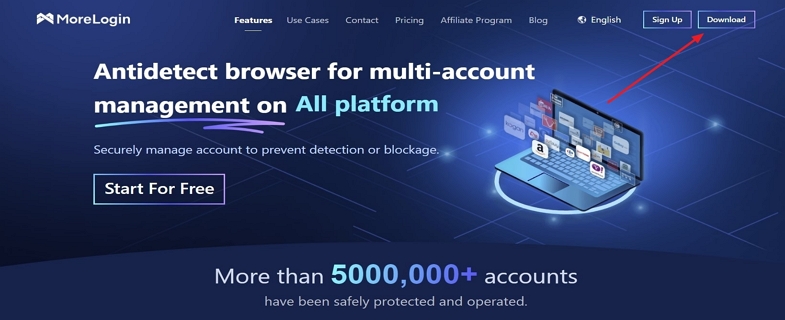 MoreLogin
Features Use Cases Contact Pricing Affiliate Program Blog English Sign Up Download
Antidetect browser for multi-account
management on All platform
Securely manage account to prevent detection or blockage.
Start For Free
a
More than 5000,000+ accounts
have been safely protected and operated.